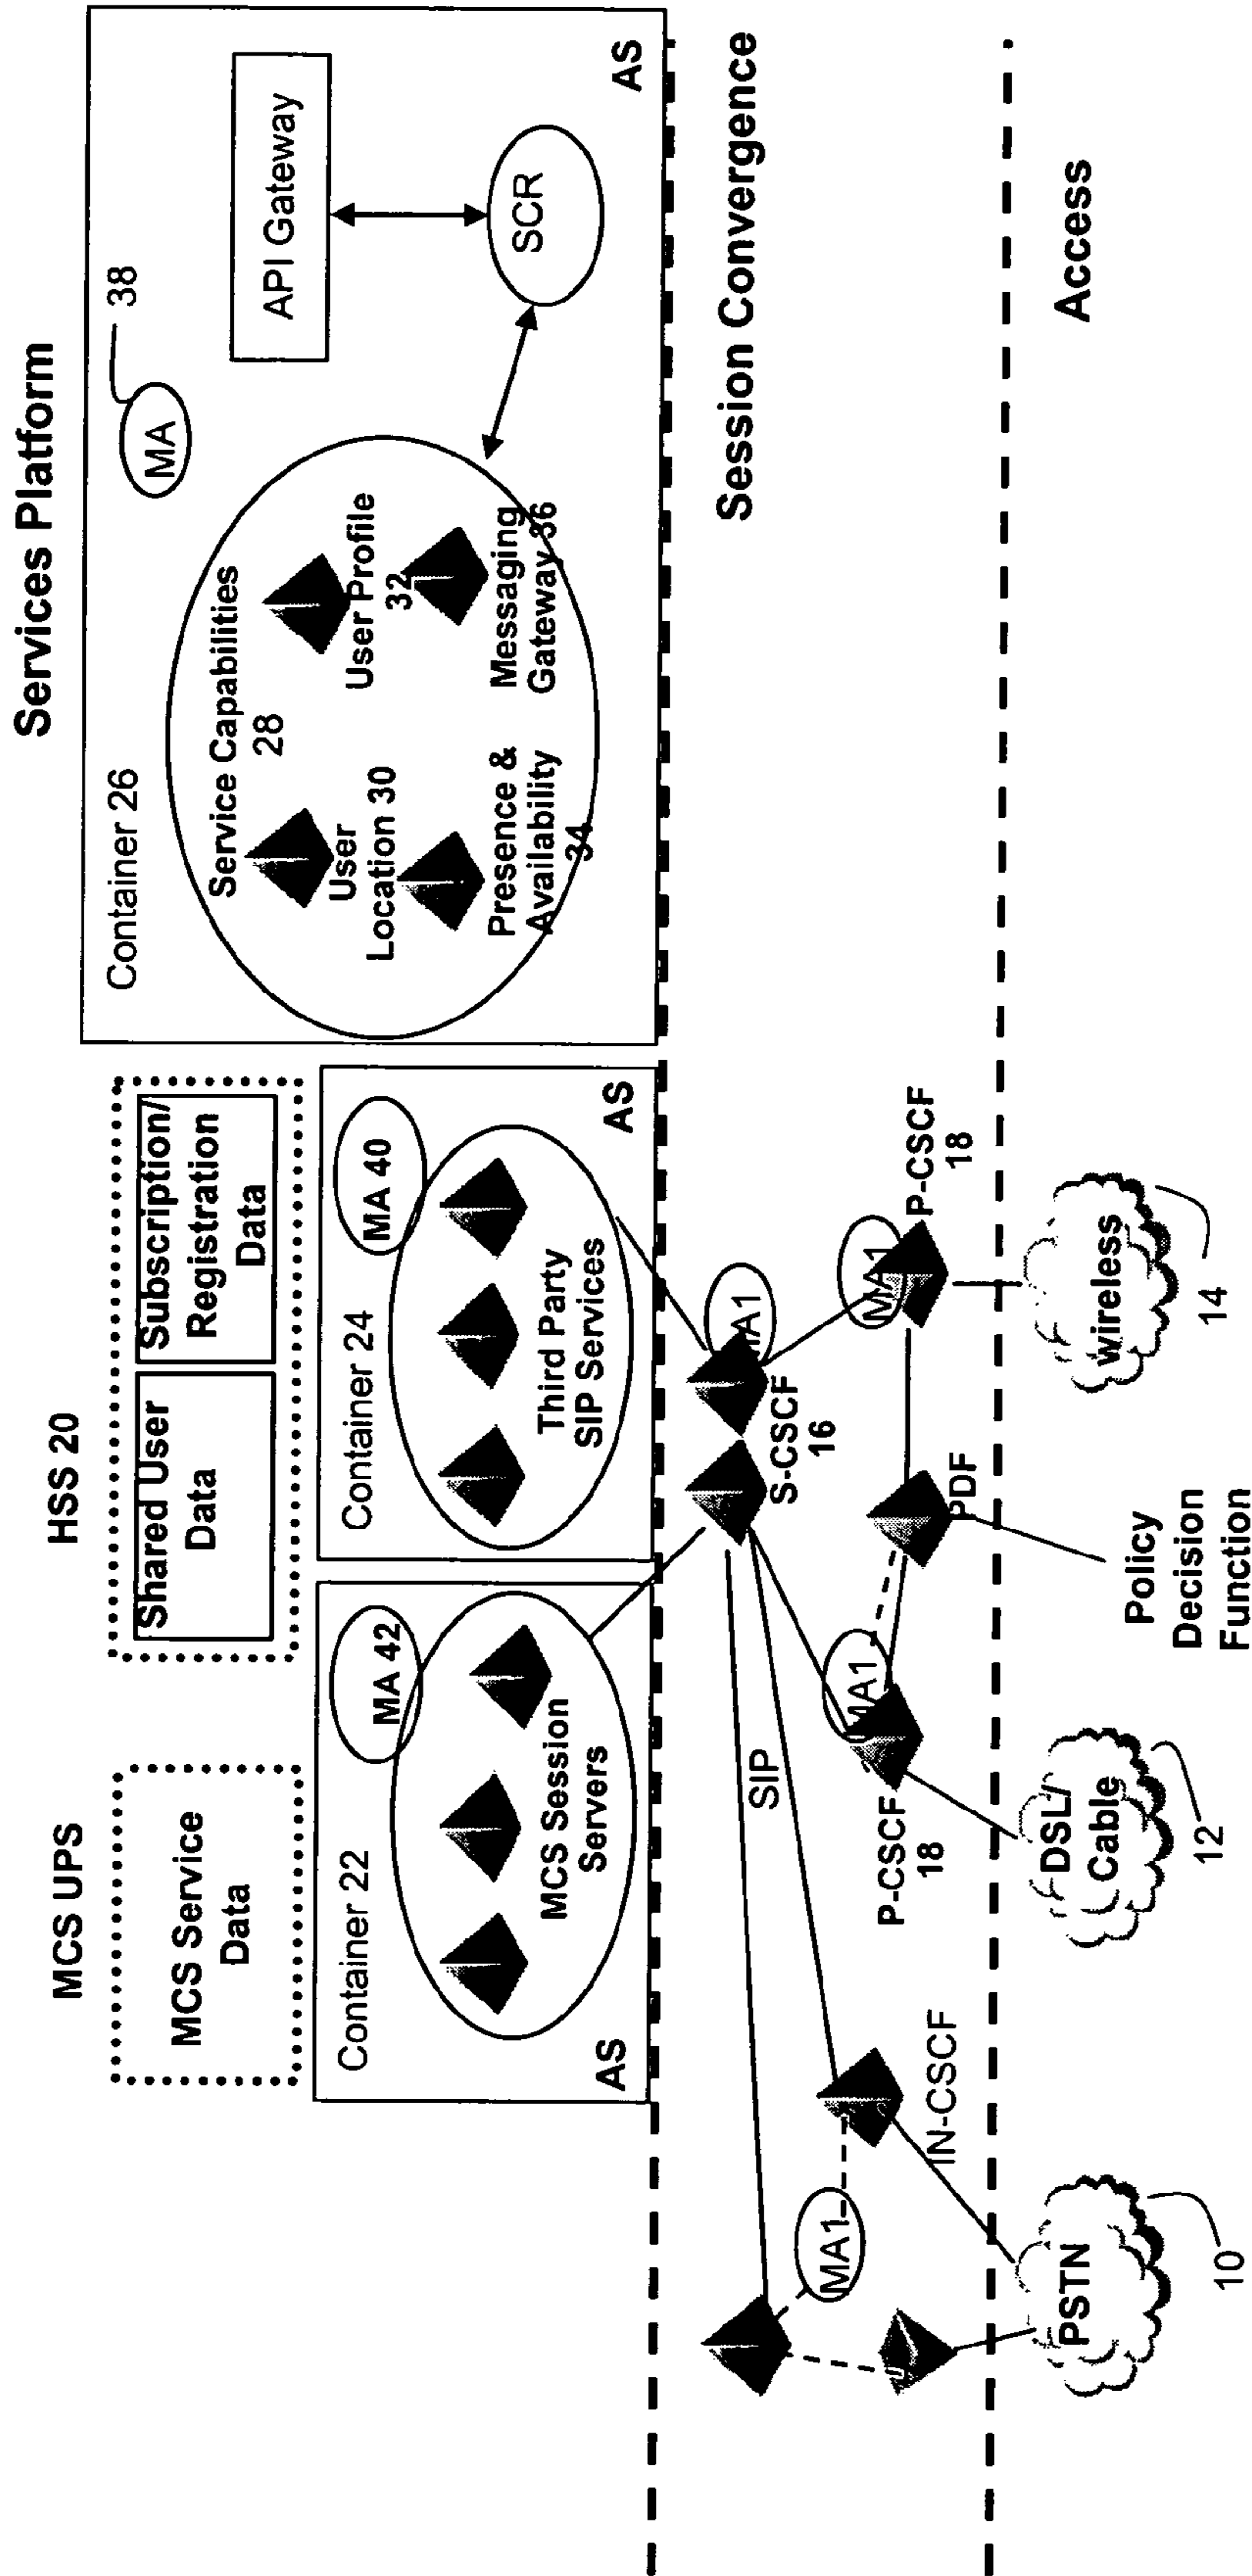 Services Platform
MCS UPS
HSS 20
MCS Service
Data
Shared User
Data
Subscription/
Registration
Data
Container 22
MA 42
MCS Session
Servers
AS
Container 24
MA 40
Third Party
SIP Services
AS
Container 26
MA
38
Service Capabilities
28
User
Location 30
User Profile
32
Presence &
Availability
34
Messaging
Gateway 36
API Gateway
SCR
AS
Session Convergence
SIP
S-CSCF
16
MA1
MA1
MA1
IN-CSCF
P-CSCF
18
PDF
P-CSCF
18
Access
PSTN
10
DSL/
Cable
12
Policy
Decision
Function
wireless
14